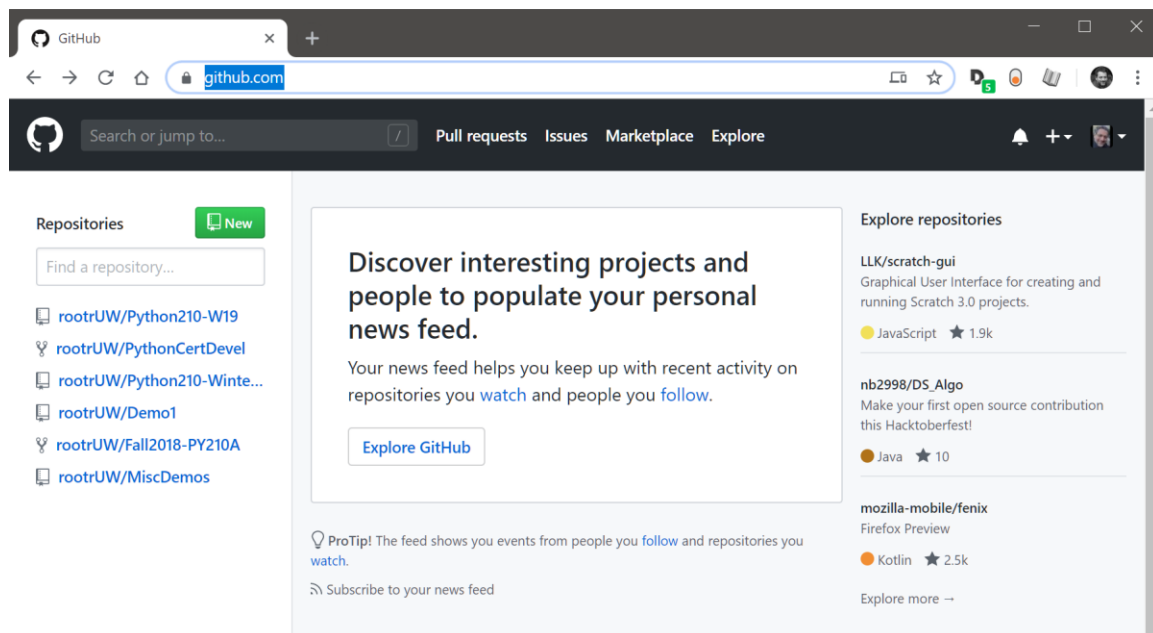 GitHub
github.com
5
Search or jump to... /
Pull requests Issues Marketplace Explore
Repositories
New
Find a repository...
rootrUW/Python210-W19
rootrUW/PythonCertDevel
rootrUW/Python210-Winte...
rootrUW/Demo1
rootrUW/Fall2018-PY210A
rootrUW/MiscDemos
Discover interesting projects and
people to populate your personal
news feed.
Your news feed helps you keep up with recent activity on
repositories you watch and people you follow.
Explore GitHub
ProTip! The feed shows you events from people you follow and repositories you
watch.
Subscribe to your news feed
Explore repositories
LLK/scratch-gui
Graphical User Interface for creating and
running Scratch 3.0 projects.
JavaScript 1.9k
nb2998/DS_Algo
Make your first open source contribution
this Hacktoberfest!
Java 10
mozilla-mobile/fenix
Firefox Preview
Kotlin 2.5k
Explore more →